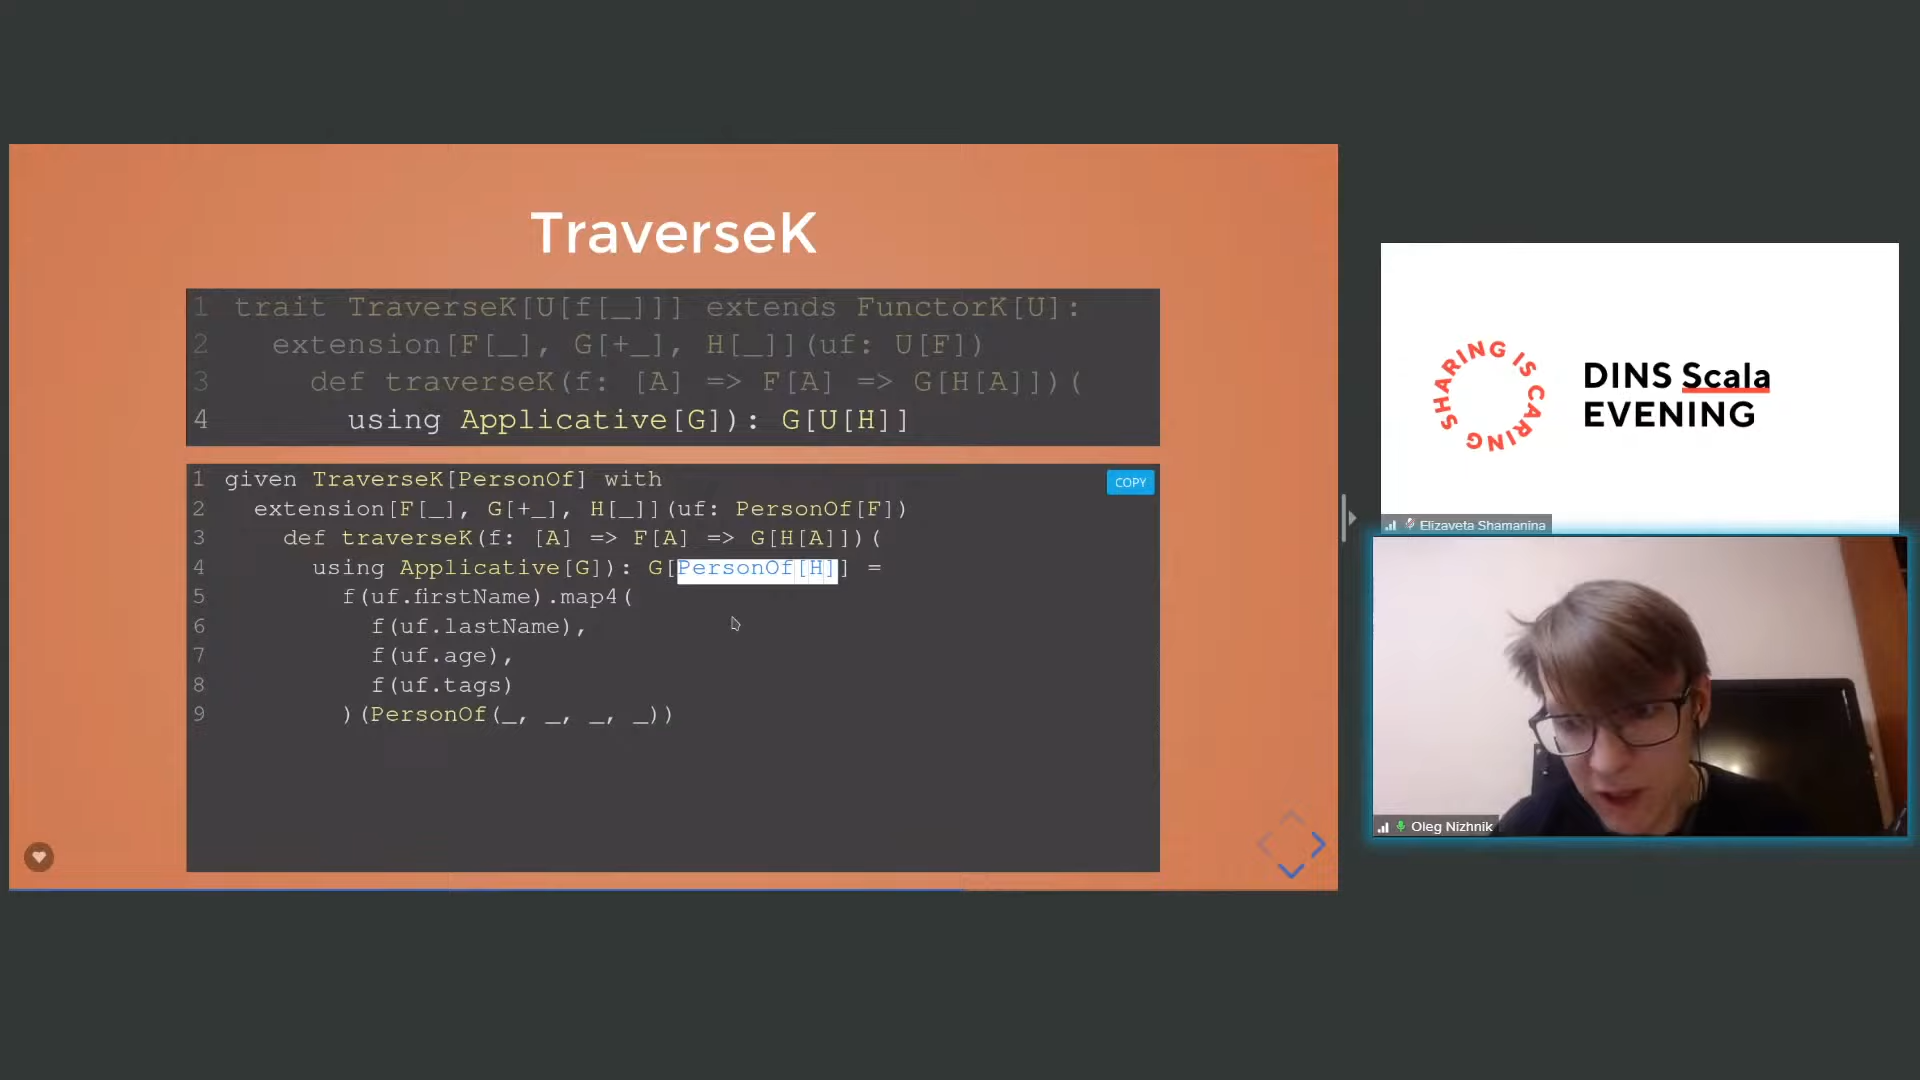 TraverseK
1 trait TraverseK[U[f[_]]] extends FunctorK[U]:
2 extension[F[_], G[+_], H[_]](uf: U[F])
3 def traverseK(f: [A] => F[A] => G[H[A]])(
4 using Applicative[G]): G[U[H]]
1 given TraverseK[PersonOf] with
2 extension[F[_], G[+_], H[_]](uf: PersonOf[F])
3 def traverseK(f: [A] => F[A] => G[H[A]])(
4 using Applicative[G]): G[PersonOf[H]] =
5 f(uf.firstName).map4(
6 f(uf.lastName),
7 f(uf.age),
8 f(uf.tags)
9 )(PersonOf(_, _, _, _))
COPY
SHARING IS CARING
DINS Scala
EVENING
Elizaveta Shamanina
Oleg Nizhnik